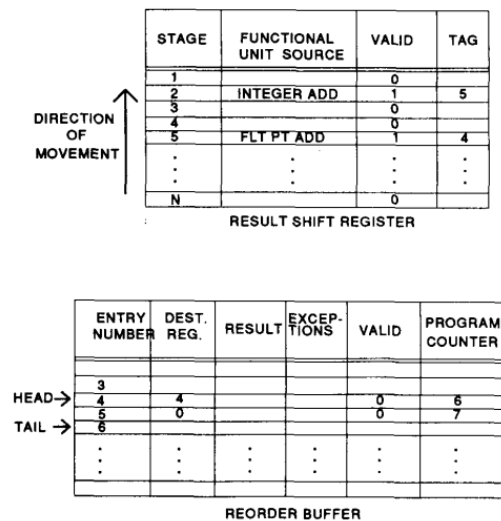 STAGE FUNCTIONAL UNIT SOURCE VALID TAG
1 0
2 INTEGER ADD 1 5
3 0
4 0
5 FLT PT ADD 1 4
N 0
DIRECTION
OF
MOVEMENT
RESULT SHIFT REGISTER
ENTRY NUMBER DEST. REG. RESULT EXCEP-TIONS VALID PROGRAM COUNTER
3
HEAD→ 4 4 0 6
5 0 0 7
TAIL → 6
REORDER BUFFER